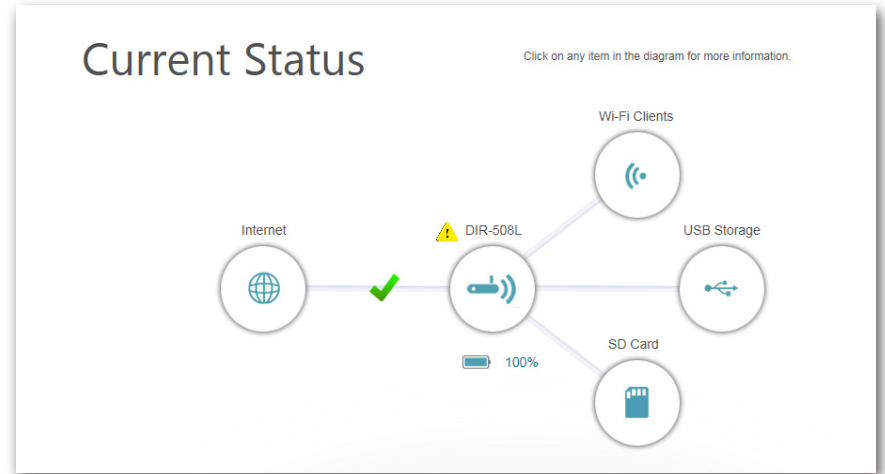 Current Status
Click on any item in the diagram for more information.
Wi-Fi Clients
Internet
DIR-508L
USB Storage
100%
SD Card